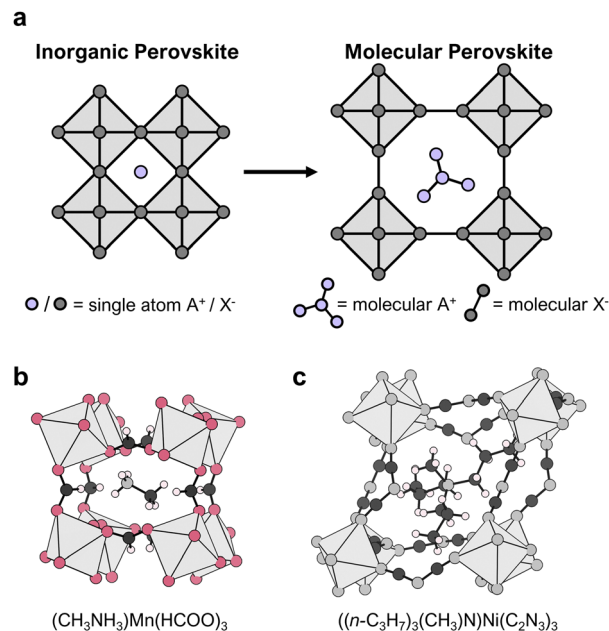 a
Inorganic Perovskite
Molecular Perovskite
/ = single atom A⁺ / X⁻
= molecular A⁺
= molecular X⁻
b
c
(CH₃NH₃)Mn(HCOO)₃
((n-C₃H₇)₃(CH₃)N)Ni(C₂N₃)₃